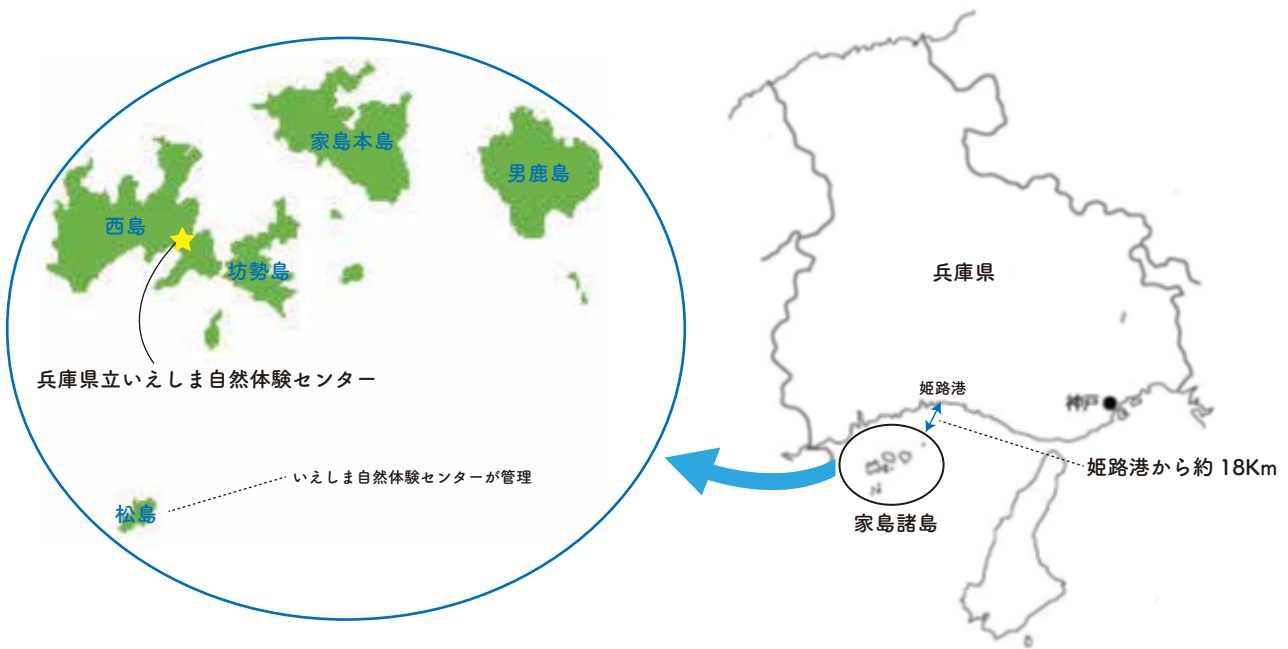 家島本島
男鹿島
西島
坊勢島
兵庫県立いえしま自然体験センター
いえしま自然体験センターが管理
松島
兵庫県
姫路港
神戸
姫路港から約 18Km
家島諸島